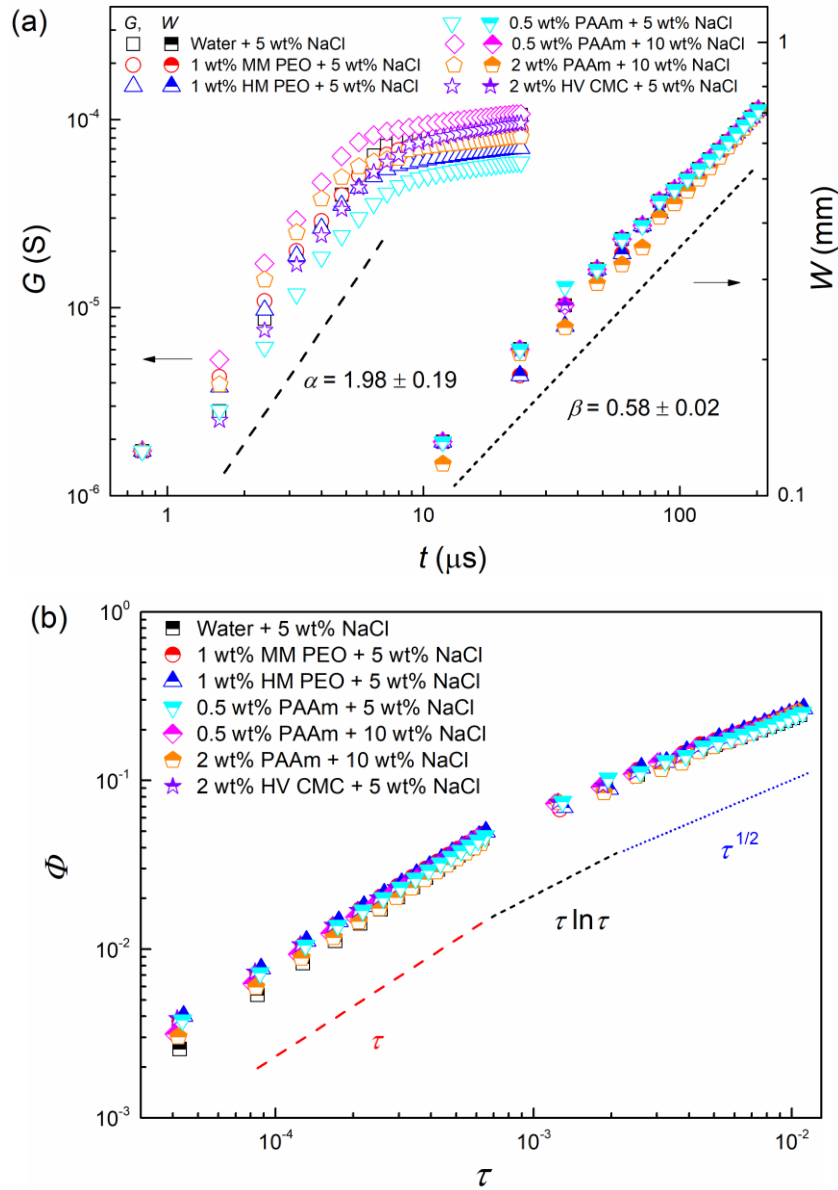 (a)
G, W
Water + 5 wt% NaCl
1 wt% MM PEO + 5 wt% NaCl
1 wt% HM PEO + 5 wt% NaCl
0.5 wt% PAAm + 5 wt% NaCl
0.5 wt% PAAm + 10 wt% NaCl
2 wt% PAAm + 10 wt% NaCl
2 wt% HV CMC + 5 wt% NaCl
10⁻⁴
10⁻⁵
10⁻⁶
G (S)
α = 1.98 ± 0.19
β = 0.58 ± 0.02
1
0.1
W (mm)
1 10 100
t (μs)
(b)
Water + 5 wt% NaCl
1 wt% MM PEO + 5 wt% NaCl
1 wt% HM PEO + 5 wt% NaCl
0.5 wt% PAAm + 5 wt% NaCl
0.5 wt% PAAm + 10 wt% NaCl
2 wt% PAAm + 10 wt% NaCl
2 wt% HV CMC + 5 wt% NaCl
10⁰
10⁻¹
10⁻²
10⁻³
Φ
τ
τ ln τ
τ^1/2
10⁻⁴ 10⁻³ 10⁻²
τ